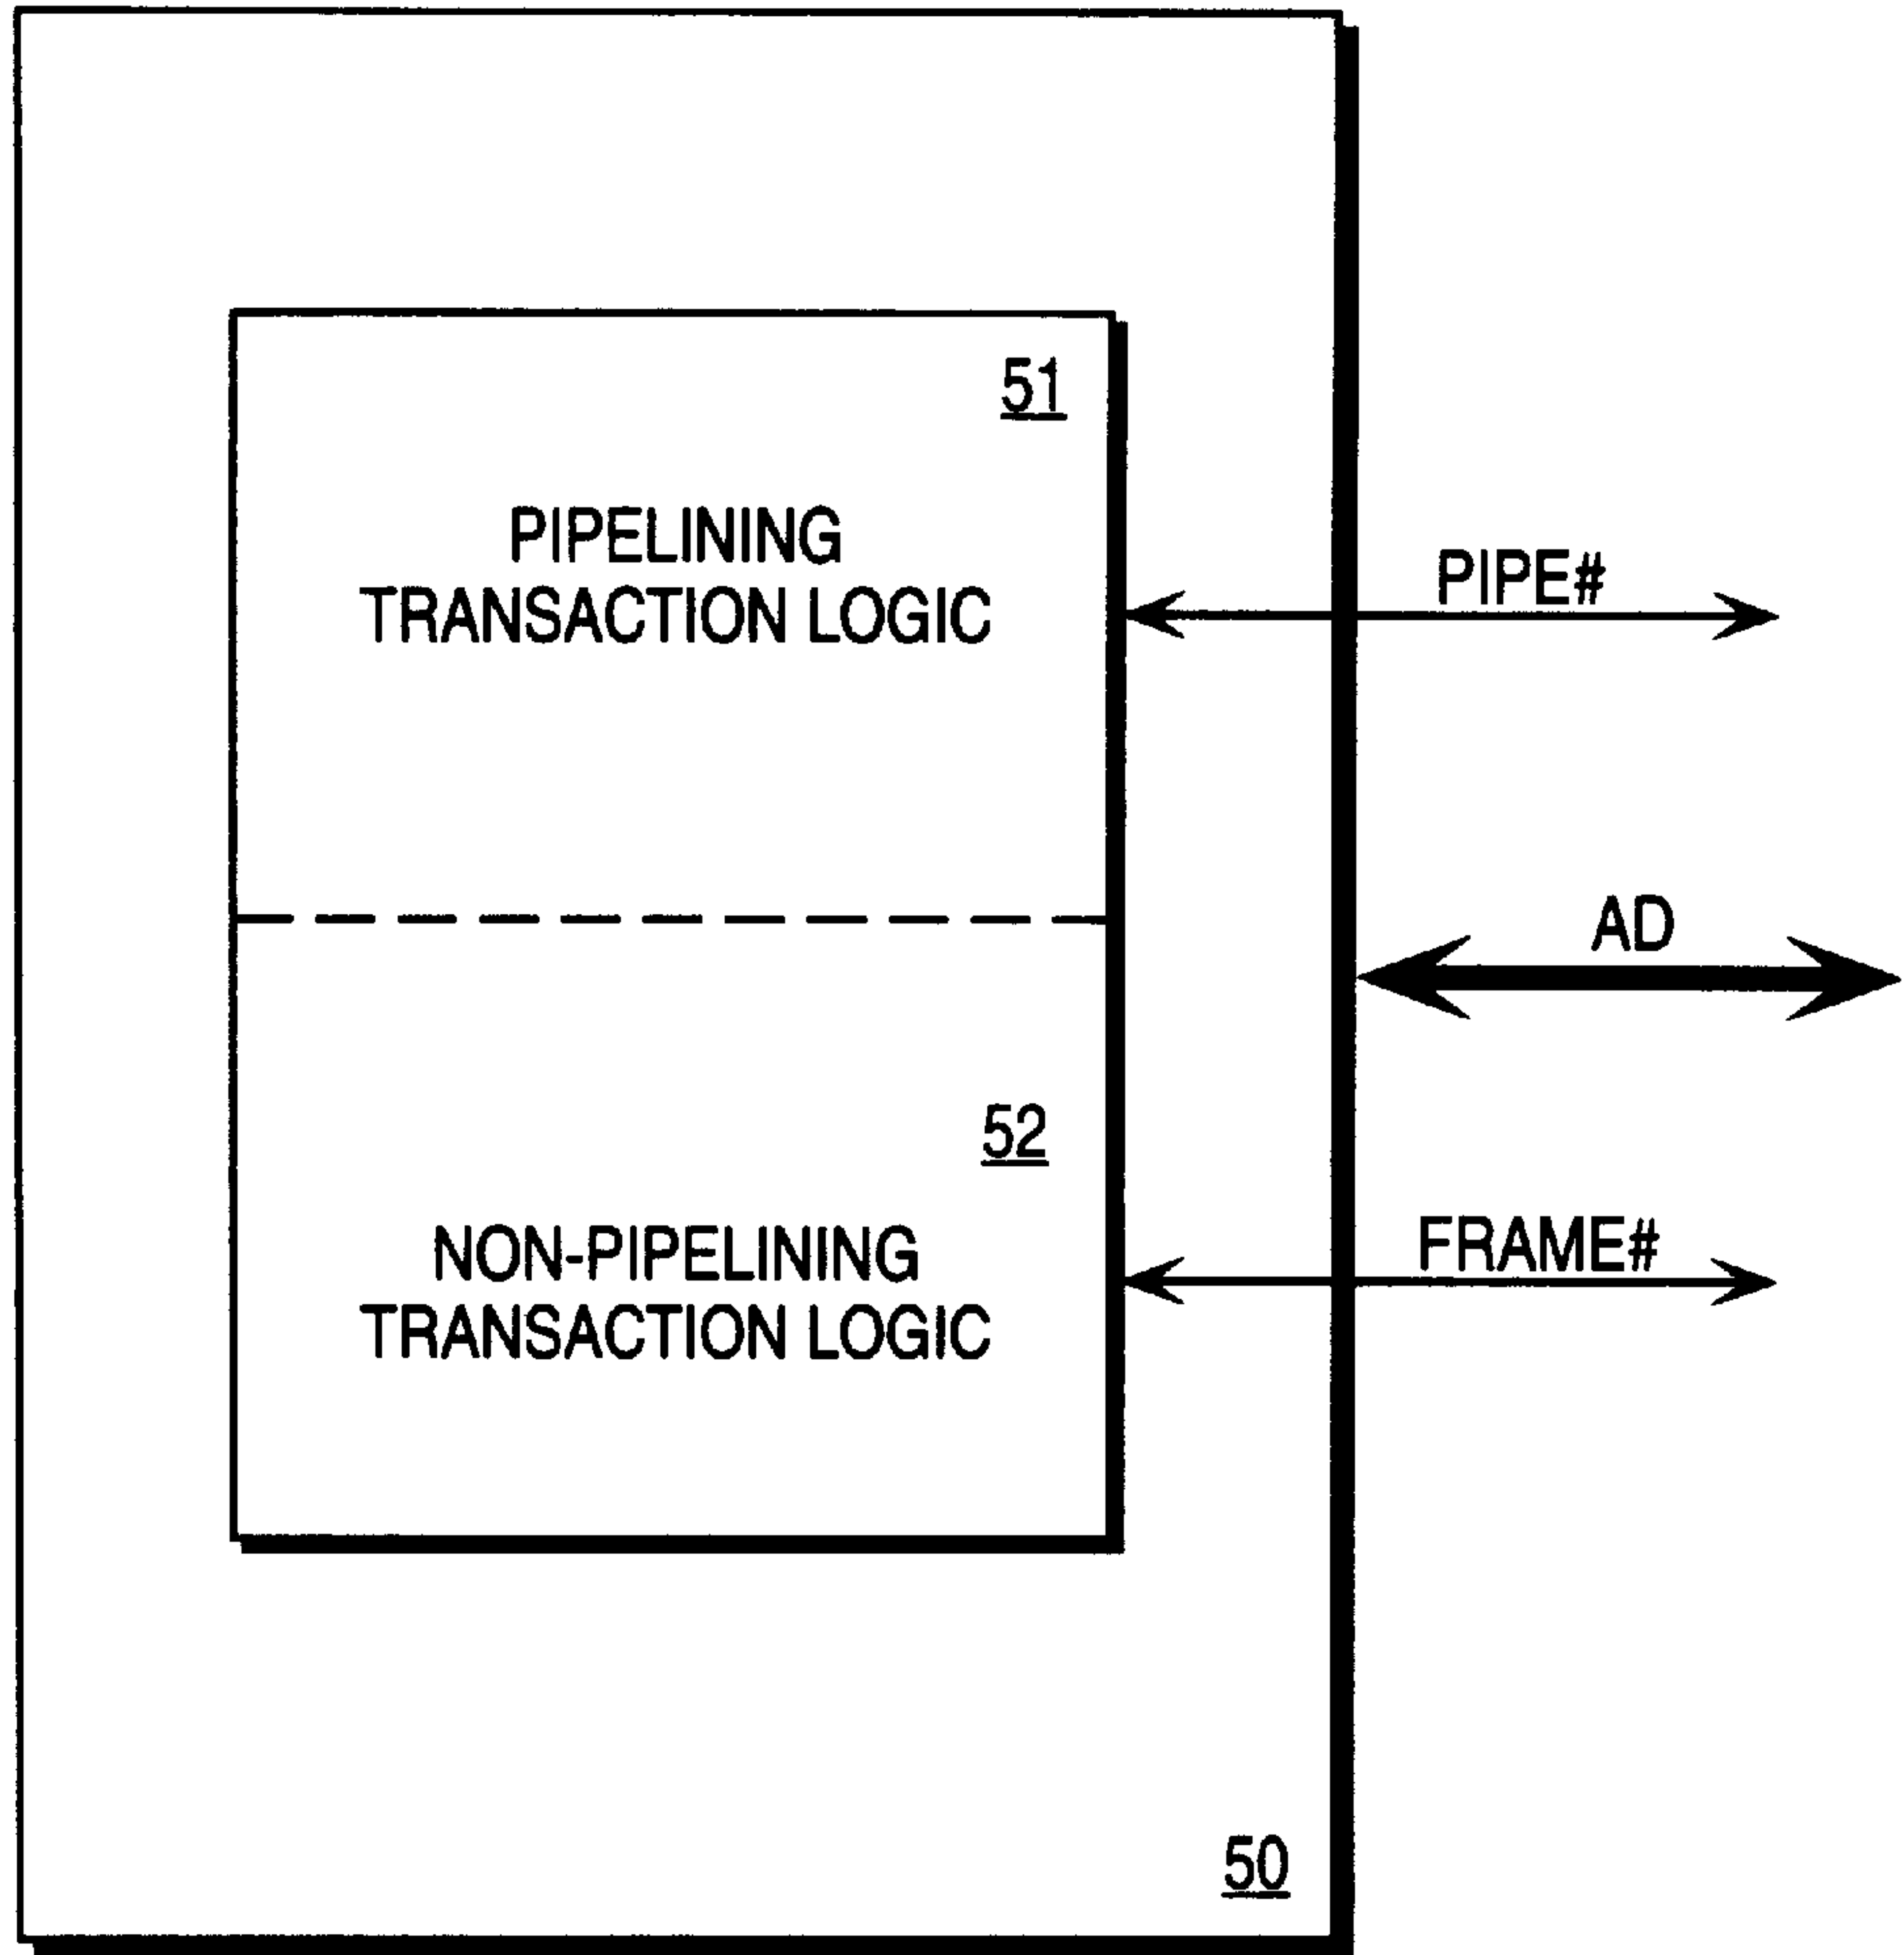 51
PIPELINING
TRANSACTION LOGIC
PIPE#
AD
52
NON-PIPELINING
TRANSACTION LOGIC
FRAME#
50